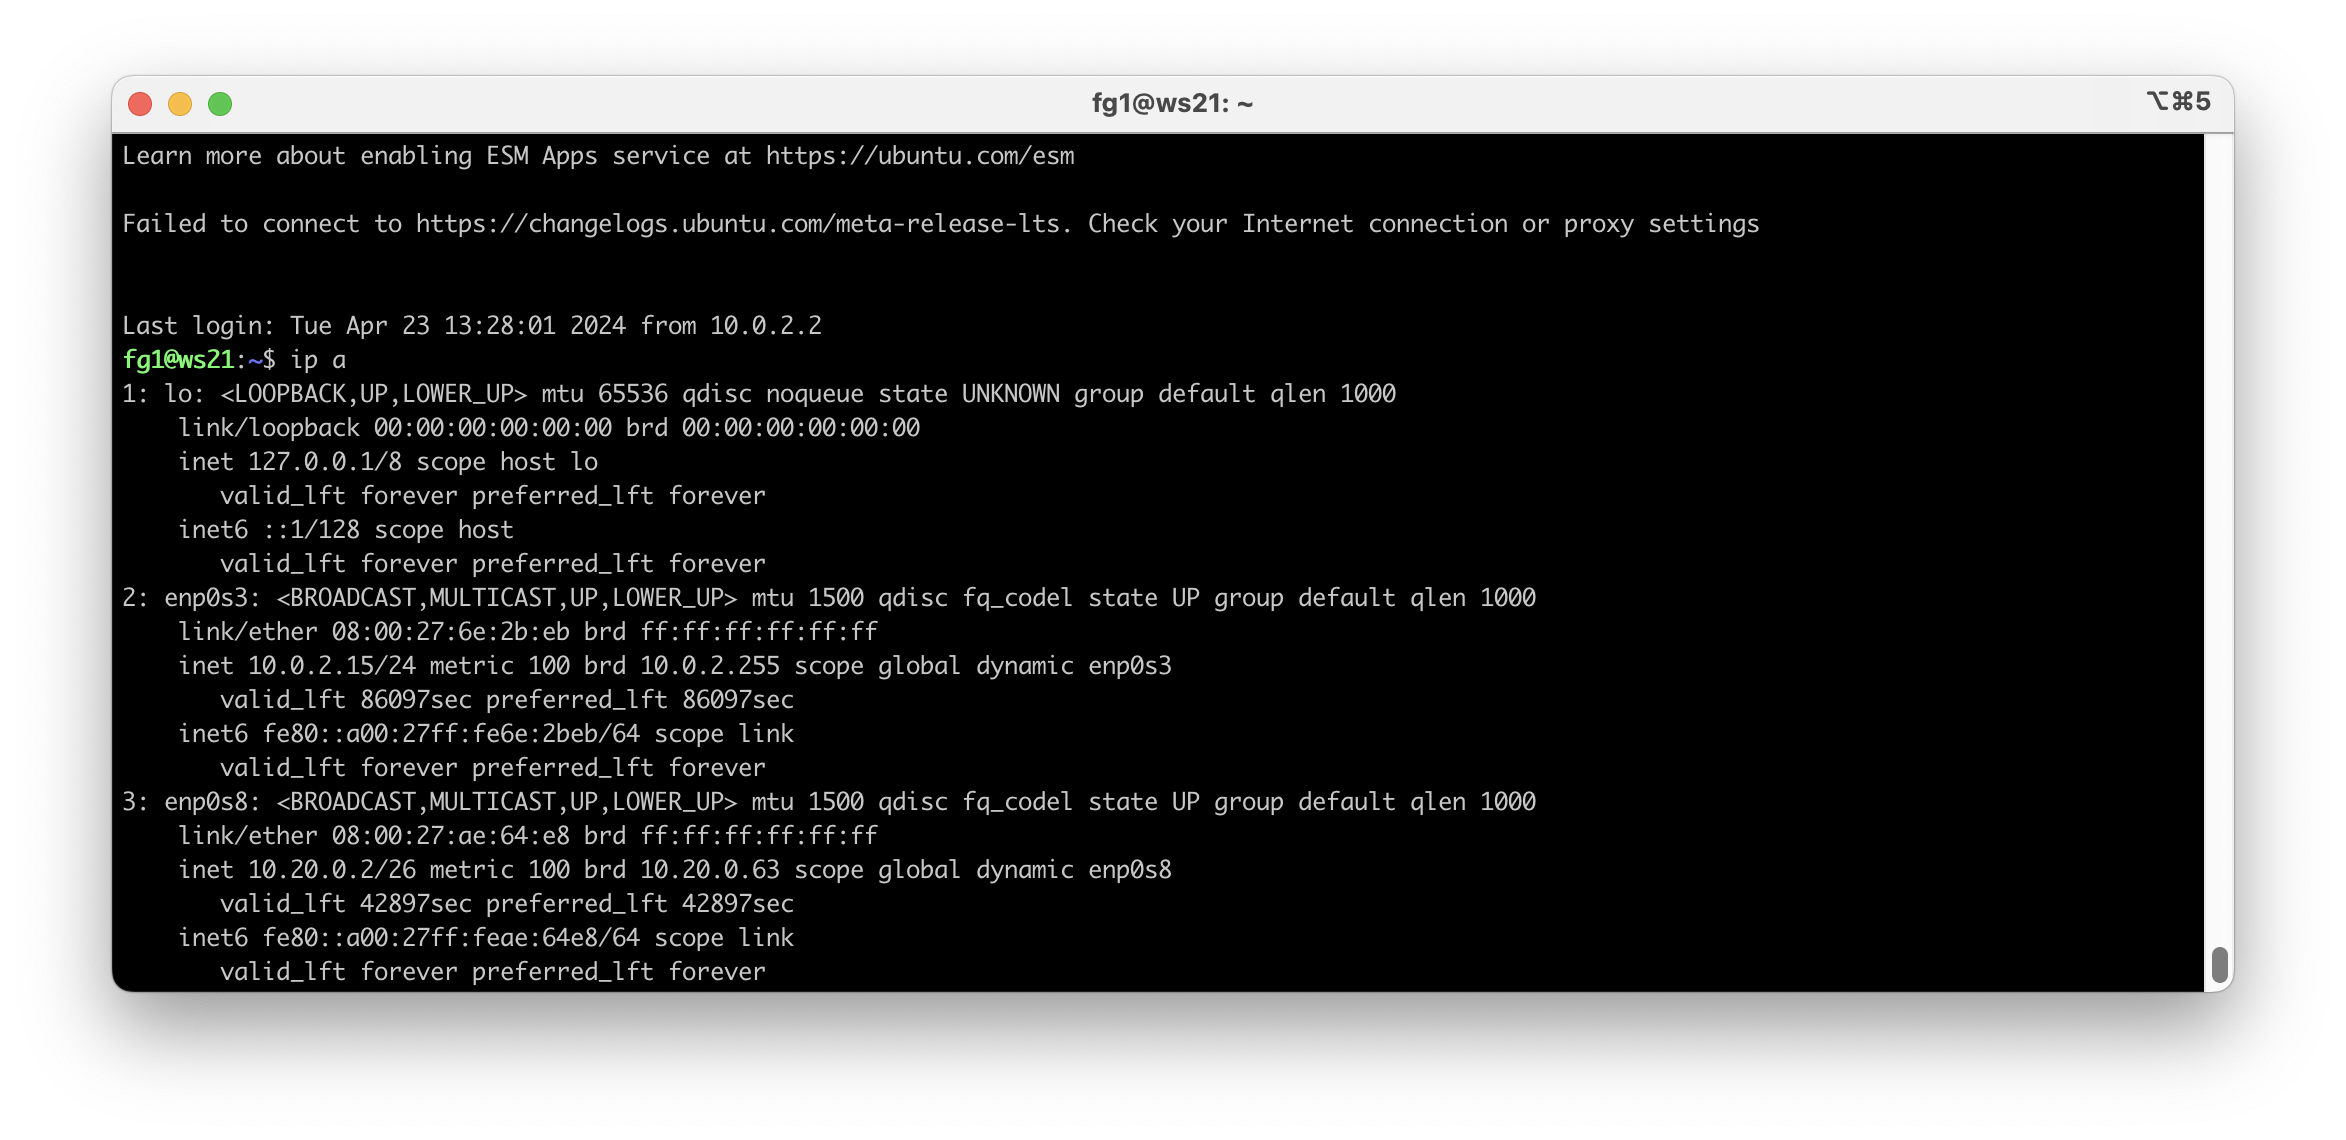 fg1@ws21: ~
⌥⌘5
Learn more about enabling ESM Apps service at https://ubuntu.com/esm
Failed to connect to https://changelogs.ubuntu.com/meta-release-lts. Check your Internet connection or proxy settings
Last login: Tue Apr 23 13:28:01 2024 from 10.0.2.2
fg1@ws21:~$ ip a
1: lo: <LOOPBACK,UP,LOWER_UP> mtu 65536 qdisc noqueue state UNKNOWN group default qlen 1000
    link/loopback 00:00:00:00:00:00 brd 00:00:00:00:00:00
    inet 127.0.0.1/8 scope host lo
       valid_lft forever preferred_lft forever
    inet6 ::1/128 scope host
       valid_lft forever preferred_lft forever
2: enp0s3: <BROADCAST,MULTICAST,UP,LOWER_UP> mtu 1500 qdisc fq_codel state UP group default qlen 1000
    link/ether 08:00:27:6e:2b:eb brd ff:ff:ff:ff:ff:ff
    inet 10.0.2.15/24 metric 100 brd 10.0.2.255 scope global dynamic enp0s3
       valid_lft 86097sec preferred_lft 86097sec
    inet6 fe80::a00:27ff:fe6e:2beb/64 scope link
       valid_lft forever preferred_lft forever
3: enp0s8: <BROADCAST,MULTICAST,UP,LOWER_UP> mtu 1500 qdisc fq_codel state UP group default qlen 1000
    link/ether 08:00:27:ae:64:e8 brd ff:ff:ff:ff:ff:ff
    inet 10.20.0.2/26 metric 100 brd 10.20.0.63 scope global dynamic enp0s8
       valid_lft 42897sec preferred_lft 42897sec
    inet6 fe80::a00:27ff:feae:64e8/64 scope link
       valid_lft forever preferred_lft forever